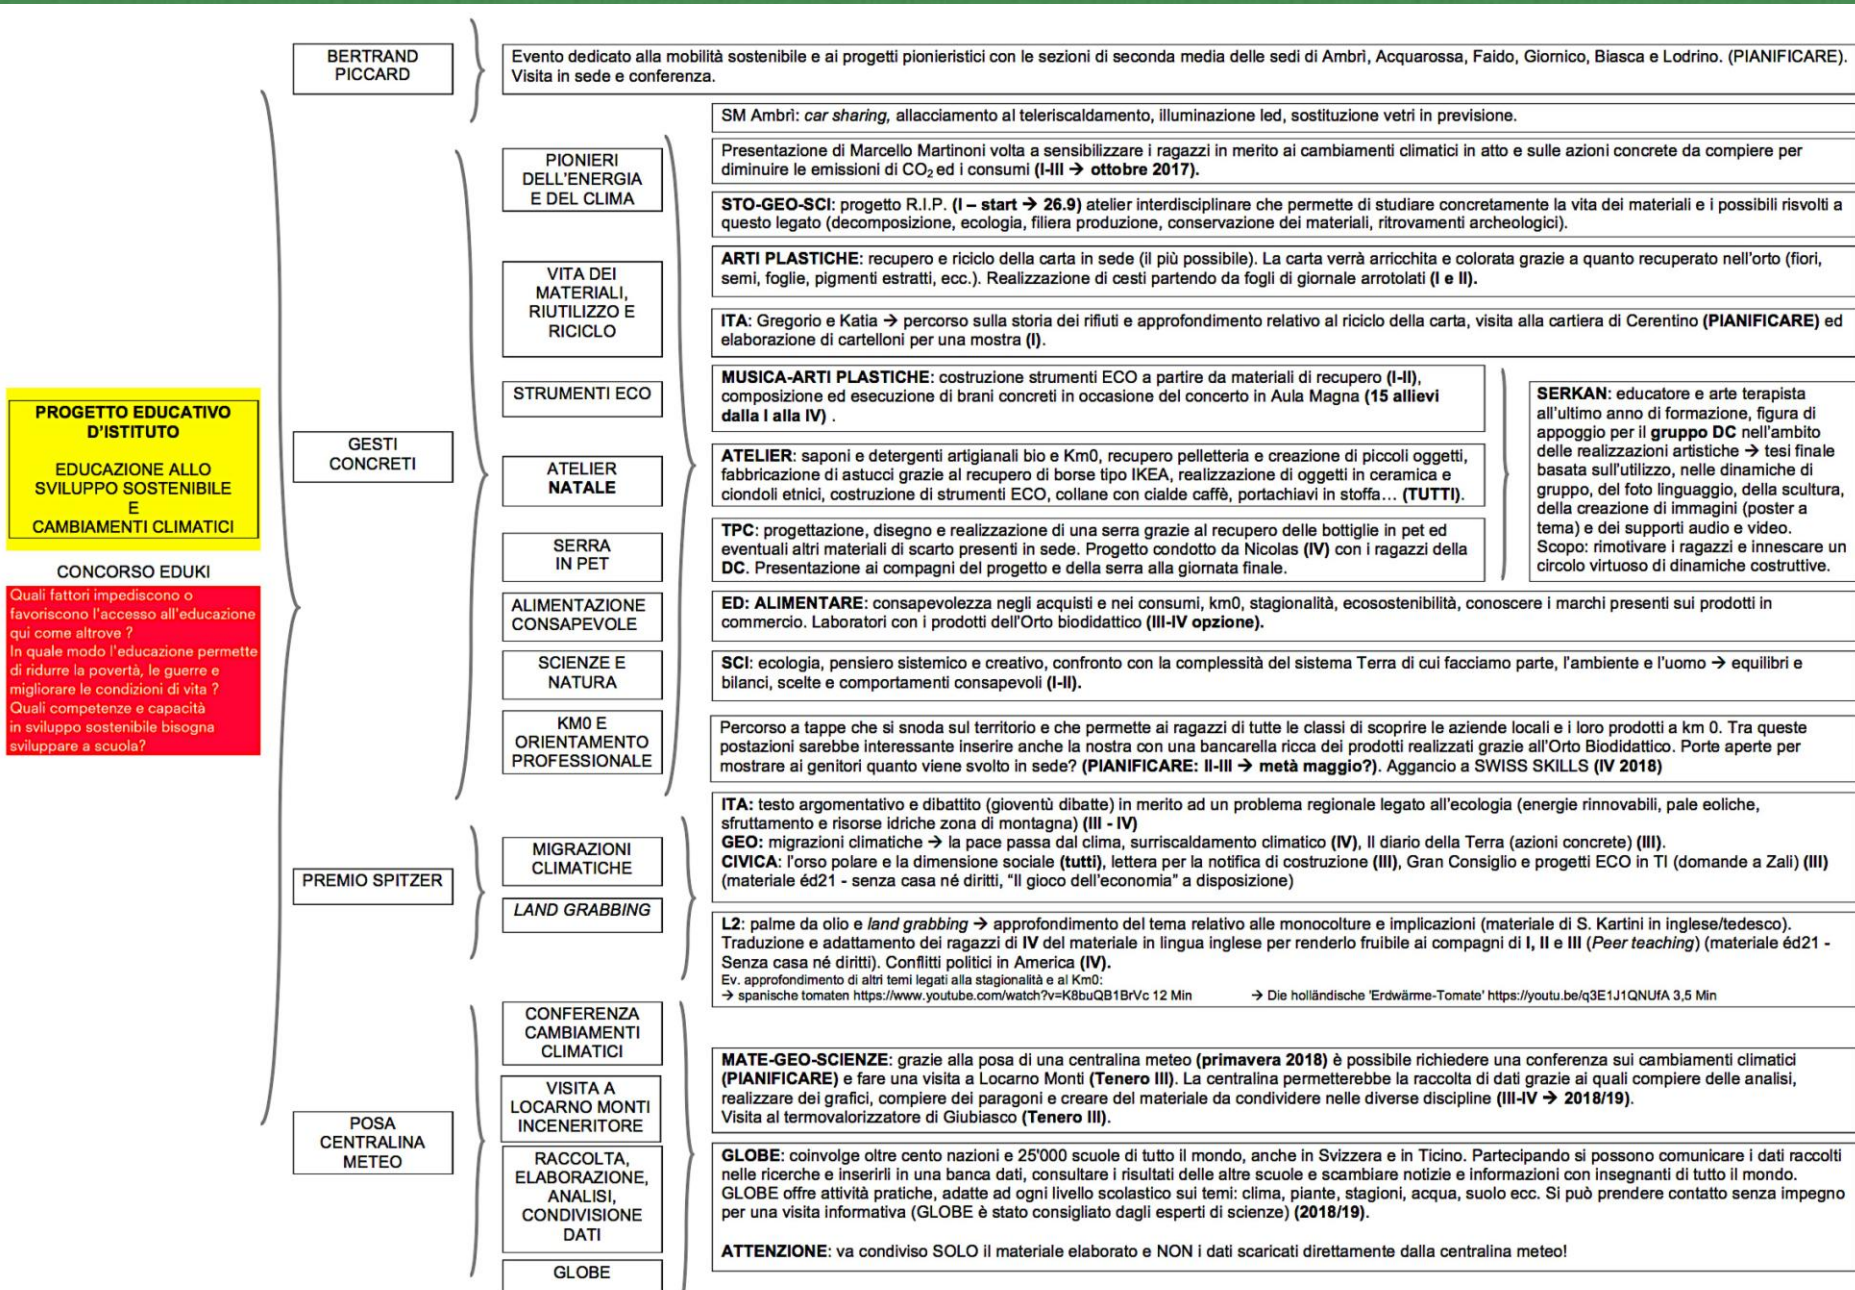 BERTRAND
PICCARD
Evento dedicato alla mobilità sostenibile e ai progetti pionieristici con le sezioni di seconda media delle sedi di Ambrì, Acquarossa, Faido, Giornico, Biasca e Lodrino. (PIANIFICARE).
Visita in sede e conferenza.
PROGETTO EDUCATIVO
D'ISTITUTO
EDUCAZIONE ALLO
SVILUPPO SOSTENIBILE
E
CAMBIAMENTI CLIMATICI
CONCORSO EDUKI
Quali fattori impediscono o
favoriscono l'accesso all'educazione
qui come altrove ?
In quale modo l'educazione permette
di ridurre la povertà, le guerre e
migliorare le condizioni di vita ?
Quali competenze e capacità
in sviluppo sostenibile bisogna
sviluppare a scuola?
GESTI
CONCRETI
PIONIERI
DELL'ENERGIA
E DEL CLIMA
SM Ambrì: car sharing, allacciamento al teleriscaldamento, illuminazione led, sostituzione vetri in previsione.
Presentazione di Marcello Martinoni volta a sensibilizzare i ragazzi in merito ai cambiamenti climatici in atto e sulle azioni concrete da compiere per
diminuire le emissioni di CO2 ed i consumi (I-III → ottobre 2017).
VITA DEI
MATERIALI,
RIUTILIZZO E
RICICLO
STO-GEO-SCI: progetto R.I.P. (I – start → 26.9) atelier interdisciplinare che permette di studiare concretamente la vita dei materiali e i possibili risvolti a
questo legato (decomposizione, ecologia, filiera produzione, conservazione dei materiali, ritrovamenti archeologici).
ARTI PLASTICHE: recupero e riciclo della carta in sede (il più possibile). La carta verrà arricchita e colorata grazie a quanto recuperato nell'orto (fiori,
semi, foglie, pigmenti estratti, ecc.). Realizzazione di cesti partendo da fogli di giornale arrotolati (I e II).
ITA: Gregorio e Katia → percorso sulla storia dei rifiuti e approfondimento relativo al riciclo della carta, visita alla cartiera di Cerentino (PIANIFICARE) ed
elaborazione di cartelloni per una mostra (I).
STRUMENTI ECO
MUSICA-ARTI PLASTICHE: costruzione strumenti ECO a partire da materiali di recupero (I-II),
composizione ed esecuzione di brani concreti in occasione del concerto in Aula Magna (15 allievi
dalla I alla IV) .
ATELIER
NATALE
ATELIER: saponi e detergenti artigianali bio e Km0, recupero pelletteria e creazione di piccoli oggetti,
fabbricazione di astucci grazie al recupero di borse tipo IKEA, realizzazione di oggetti in ceramica e
ciondoli etnici, costruzione di strumenti ECO, collane con cialde caffè, portachiavi in stoffa… (TUTTI).
SERRA
IN PET
TPC: progettazione, disegno e realizzazione di una serra grazie al recupero delle bottiglie in pet ed
eventuali altri materiali di scarto presenti in sede. Progetto condotto da Nicolas (IV) con i ragazzi della
DC. Presentazione ai compagni del progetto e della serra alla giornata finale.
SERKAN: educatore e arte terapista
all'ultimo anno di formazione, figura di
appoggio per il gruppo DC nell'ambito
delle realizzazioni artistiche → tesi finale
basata sull'utilizzo, nelle dinamiche di
gruppo, del foto linguaggio, della scultura,
della creazione di immagini (poster a
tema) e dei supporti audio e video.
Scopo: rimotivare i ragazzi e innescare un
circolo virtuoso di dinamiche costruttive.
ALIMENTAZIONE
CONSAPEVOLE
ED: ALIMENTARE: consapevolezza negli acquisti e nei consumi, km0, stagionalità, ecosostenibilità, conoscere i marchi presenti sui prodotti in
commercio. Laboratori con i prodotti dell'Orto biodidattico (III-IV opzione).
SCIENZE E
NATURA
SCI: ecologia, pensiero sistemico e creativo, confronto con la complessità del sistema Terra di cui facciamo parte, l'ambiente e l'uomo → equilibri e
bilanci, scelte e comportamenti consapevoli (I-II).
KM0 E
ORIENTAMENTO
PROFESSIONALE
Percorso a tappe che si snoda sul territorio e che permette ai ragazzi di tutte le classi di scoprire le aziende locali e i loro prodotti a km 0. Tra queste
postazioni sarebbe interessante inserire anche la nostra con una bancarella ricca dei prodotti realizzati grazie all'Orto Biodidattico. Porte aperte per
mostrare ai genitori quanto viene svolto in sede? (PIANIFICARE: II-III → metà maggio?). Aggancio a SWISS SKILLS (IV 2018)
PREMIO SPITZER
MIGRAZIONI
CLIMATICHE
ITA: testo argomentativo e dibattito (gioventù dibatte) in merito ad un problema regionale legato all'ecologia (energie rinnovabili, pale eoliche,
sfruttamento e risorse idriche zona di montagna) (III - IV)
GEO: migrazioni climatiche → la pace passa dal clima, surriscaldamento climatico (IV), Il diario della Terra (azioni concrete) (III).
CIVICA: l'orso polare e la dimensione sociale (tutti), lettera per la notifica di costruzione (III), Gran Consiglio e progetti ECO in TI (domande a Zali) (III)
(materiale éd21 - senza casa né diritti, "Il gioco dell'economia" a disposizione)
LAND GRABBING
L2: palme da olio e land grabbing → approfondimento del tema relativo alle monocolture e implicazioni (materiale di S. Kartini in inglese/tedesco).
Traduzione e adattamento dei ragazzi di IV del materiale in lingua inglese per renderlo fruibile ai compagni di I, II e III (Peer teaching) (materiale éd21 -
Senza casa né diritti). Conflitti politici in America (IV).
Ev. approfondimento di altri temi legati alla stagionalità e al Km0:
→ spanische tomaten https://www.youtube.com/watch?v=K8buQB1BrVc 12 Min → Die holländische 'Erdwärme-Tomate' https://youtu.be/q3E1J1QNUfA 3,5 Min
POSA
CENTRALINA
METEO
CONFERENZA
CAMBIAMENTI
CLIMATICI
VISITA A
LOCARNO MONTI
INCENERITORE
RACCOLTA,
ELABORAZIONE,
ANALISI,
CONDIVISIONE
DATI
GLOBE
MATE-GEO-SCIENZE: grazie alla posa di una centralina meteo (primavera 2018) è possibile richiedere una conferenza sui cambiamenti climatici
(PIANIFICARE) e fare una visita a Locarno Monti (Tenero III). La centralina permetterebbe la raccolta di dati grazie ai quali compiere delle analisi,
realizzare dei grafici, compiere dei paragoni e creare del materiale da condividere nelle diverse discipline (III-IV → 2018/19).
Visita al termovalorizzatore di Giubiasco (Tenero III).
GLOBE: coinvolge oltre cento nazioni e 25'000 scuole di tutto il mondo, anche in Svizzera e in Ticino. Partecipando si possono comunicare i dati raccolti
nelle ricerche e inserirli in una banca dati, consultare i risultati delle altre scuole e scambiare notizie e informazioni con insegnanti di tutto il mondo.
GLOBE offre attività pratiche, adatte ad ogni livello scolastico sui temi: clima, piante, stagioni, acqua, suolo ecc. Si può prendere contatto senza impegno
per una visita informativa (GLOBE è stato consigliato dagli esperti di scienze) (2018/19).
ATTENZIONE: va condiviso SOLO il materiale elaborato e NON i dati scaricati direttamente dalla centralina meteo!